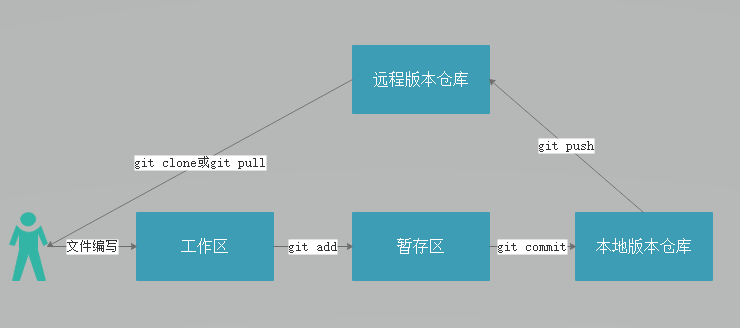 远程版本仓库
git clone或git pull
git push
文件编写
工作区
git add
暂存区
git commit
本地版本仓库